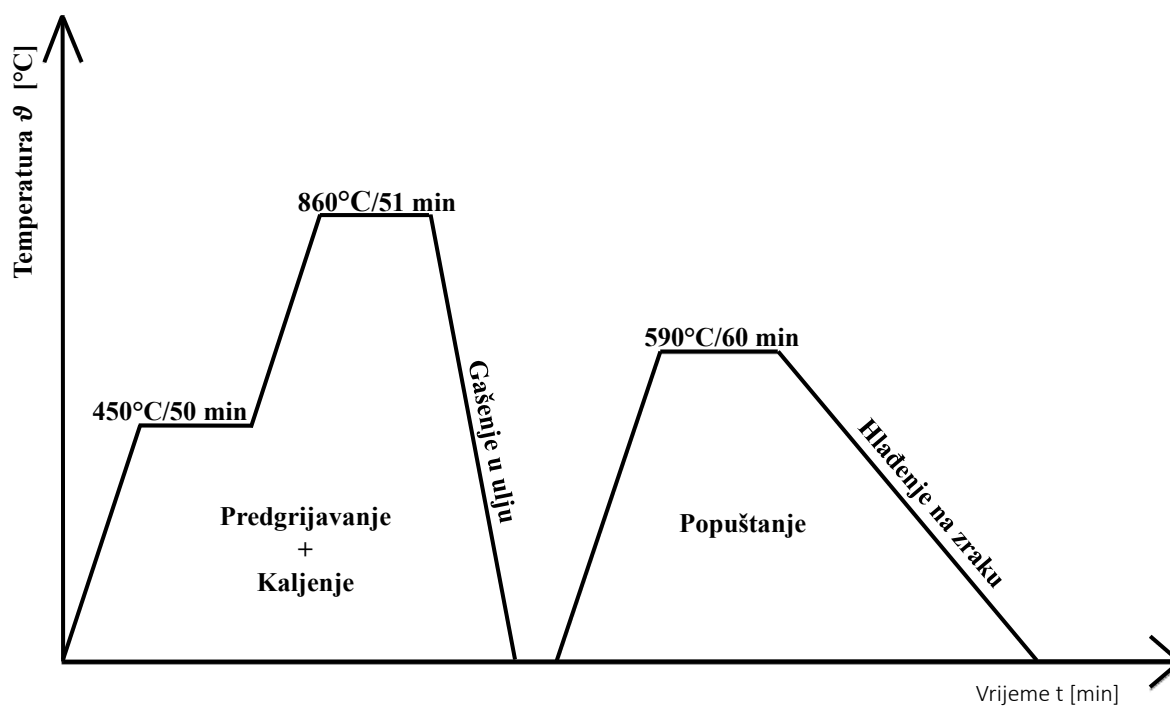 Temperatura ϑ [°C]
860°C/51 min
590°C/60 min
450°C/50 min
Gašenje u ulju
Hlađenje na zraku
Predgrijavanje
+
Kaljenje
Popuštanje
Vrijeme t [min]